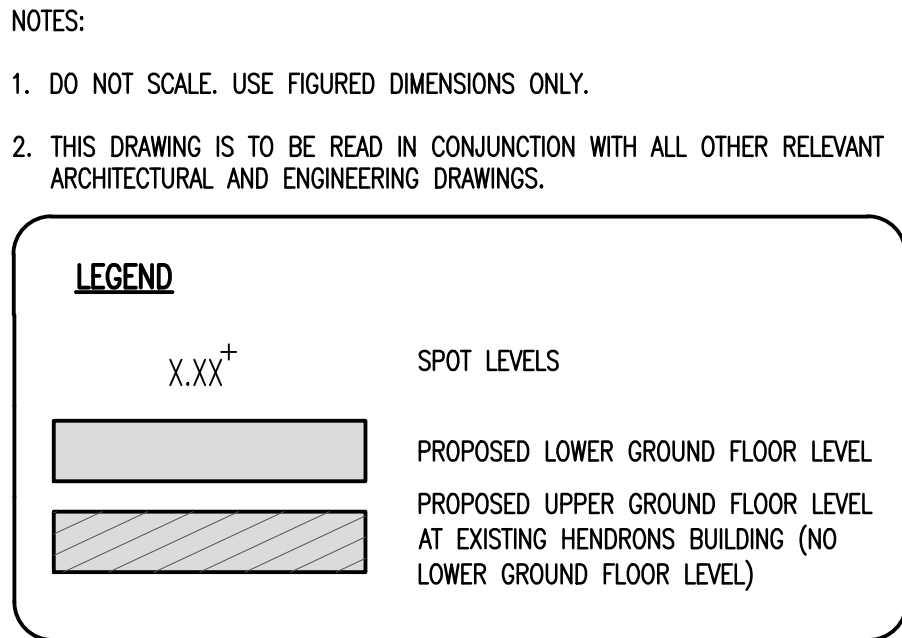 NOTES:
1. DO NOT SCALE. USE FIGURED DIMENSIONS ONLY.
2. THIS DRAWING IS TO BE READ IN CONJUNCTION WITH ALL OTHER RELEVANT
ARCHITECTURAL AND ENGINEERING DRAWINGS.
LEGEND
X.XX+
SPOT LEVELS
PROPOSED LOWER GROUND FLOOR LEVEL
PROPOSED UPPER GROUND FLOOR LEVEL
AT EXISTING HENDRONS BUILDING (NO
LOWER GROUND FLOOR LEVEL)